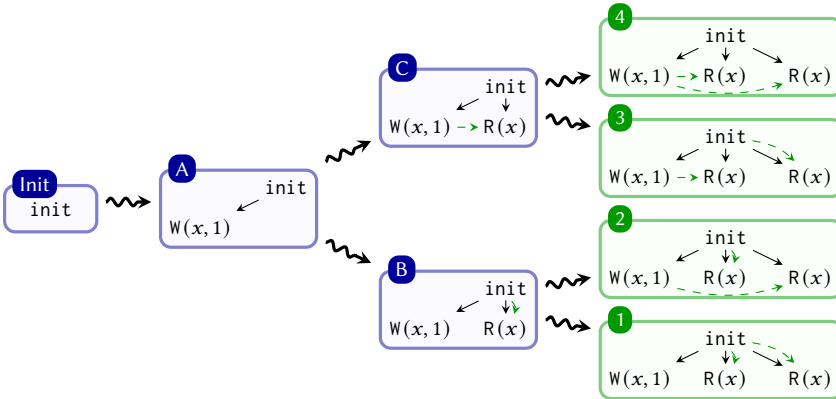 Init
init
A
init
W(x, 1)
C
init
W(x, 1) R(x)
B
init
W(x, 1) R(x)
4
init
W(x, 1) R(x) R(x)
3
init
W(x, 1) R(x) R(x)
2
init
W(x, 1) R(x) R(x)
1
init
W(x, 1) R(x) R(x)